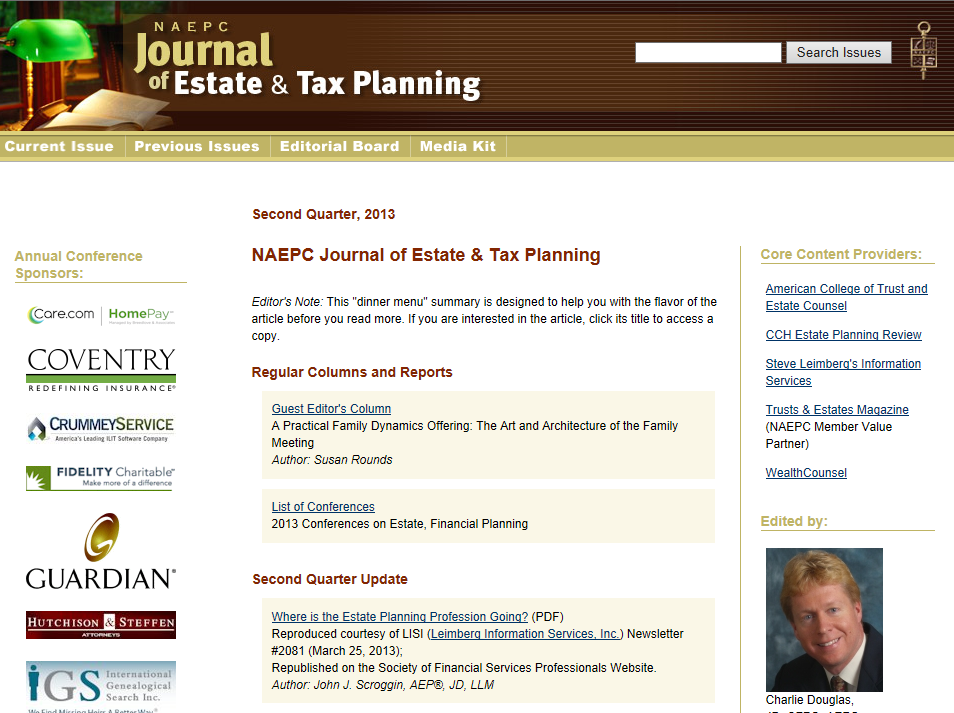 NAEPC
Journal
of Estate & Tax Planning
Search Issues
Current Issue
Previous Issues
Editorial Board
Media Kit
Annual Conference
Sponsors:
Care.com HomePay
COVENTRY
REDEFINING INSURANCE®
CRUMMEYSERVICE
America's Leading ILIT Software Company
FIDELITY Charitable
Make more of a difference
GUARDIAN®
HUTCHISON & STEFFEN
ATTORNEYS
IGS International
Genealogical
Search Inc.
We Find Missing Heirs A Better Way®
Second Quarter, 2013
NAEPC Journal of Estate & Tax Planning
Editor's Note: This "dinner menu" summary is designed to help you with the flavor of the
article before you read more. If you are interested in the article, click its title to access a
copy.
Regular Columns and Reports
Guest Editor's Column
A Practical Family Dynamics Offering: The Art and Architecture of the Family
Meeting
Author: Susan Rounds
List of Conferences
2013 Conferences on Estate, Financial Planning
Second Quarter Update
Where is the Estate Planning Profession Going? (PDF)
Reproduced courtesy of LISI (Leimberg Information Services, Inc.) Newsletter
#2081 (March 25, 2013);
Republished on the Society of Financial Services Professionals Website.
Author: John J. Scroggin, AEP®, JD, LLM
Core Content Providers:
American College of Trust and
Estate Counsel
CCH Estate Planning Review
Steve Leimberg's Information
Services
Trusts & Estates Magazine
(NAEPC Member Value
Partner)
WealthCounsel
Edited by:
Charlie Douglas,